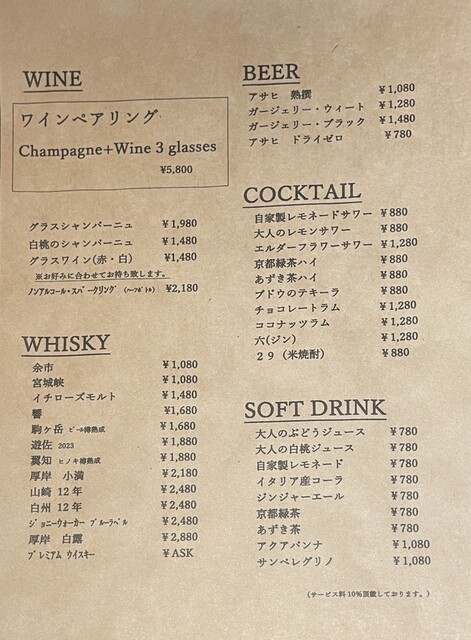 WINE
ワインペアリング
Champagne+Wine 3 glasses
¥5,800
グラスシャンパーニュ ¥1,980
白桃のシャンパーニュ ¥1,480
グラスワイン(赤・白) ¥1,480
※お好みに合わせてお持ち致します。
ノンアルコール・スパークリング ¥2,180
WHISKY
余市 ¥1,080
宮城峡 ¥1,080
イチローズモルト ¥1,480
響 ¥1,680
駒ヶ岳 ビール樽熟成 ¥1,680
遊佐 2023 ¥1,880
翼知 ヒノキ樽熟成 ¥1,880
厚岸 小満 ¥2,180
山崎 12年 ¥2,480
白州 12年 ¥2,480
ジョニーウォーカー ブルーラベル ¥2,480
厚岸 白露 ¥2,880
プレミアム ウイスキー ¥ASK
BEER
アサヒ 熟撰 ¥1,080
ガージェリー・ウィート ¥1,280
ガージェリー・ブラック ¥1,480
アサヒ ドライゼロ ¥780
COCKTAIL
自家製レモネードサワー ¥880
大人のレモンサワー ¥880
エルダーフラワーサワー ¥1,280
京都緑茶ハイ ¥880
あずき茶ハイ ¥880
ブドウのテキーラ ¥880
チョコレートラム ¥1,280
ココナッツラム ¥1,280
六(ジン) ¥1,280
29(米焼酎) ¥880
SOFT DRINK
大人のぶどうジュース ¥780
大人の白桃ジュース ¥780
自家製レモネード ¥780
イタリア産コーラ ¥780
ジンジャーエール ¥780
京都緑茶 ¥780
あずき茶 ¥780
アクアパンナ ¥1,080
サンペレグリノ ¥1,080
(サービス料10%頂戴しております。)